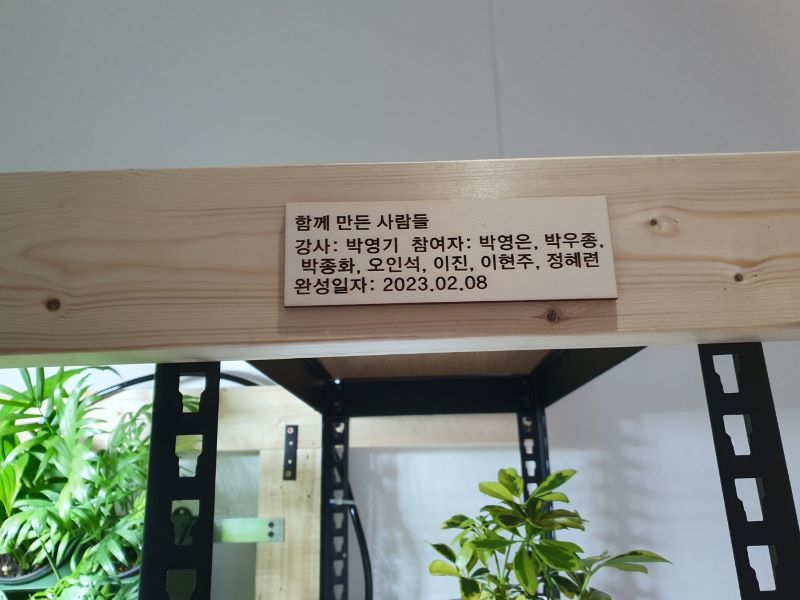 함께 만든 사람들
강사: 박영기 참여자: 박영은, 박우종,
박종화, 오인석, 이진, 이현주, 정혜련
완성일자: 2023.02.08